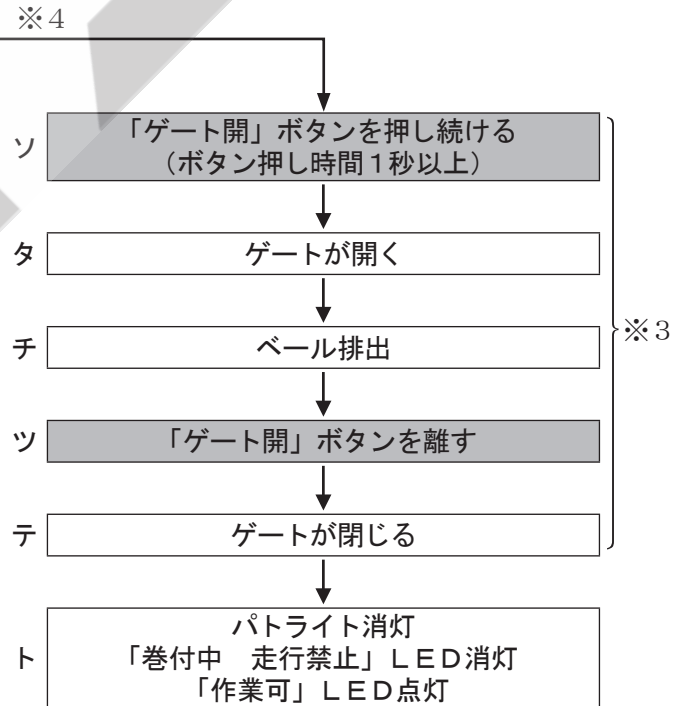 ※4
ソ 「ゲート開」ボタンを押し続ける
(ボタン押し時間1秒以上)
タ ゲートが開く
チ ベール排出
※3
ツ 「ゲート開」ボタンを離す
テ ゲートが閉じる
パトライト消灯
ト 「巻付中 走行禁止」LED消灯
「作業可」LED点灯